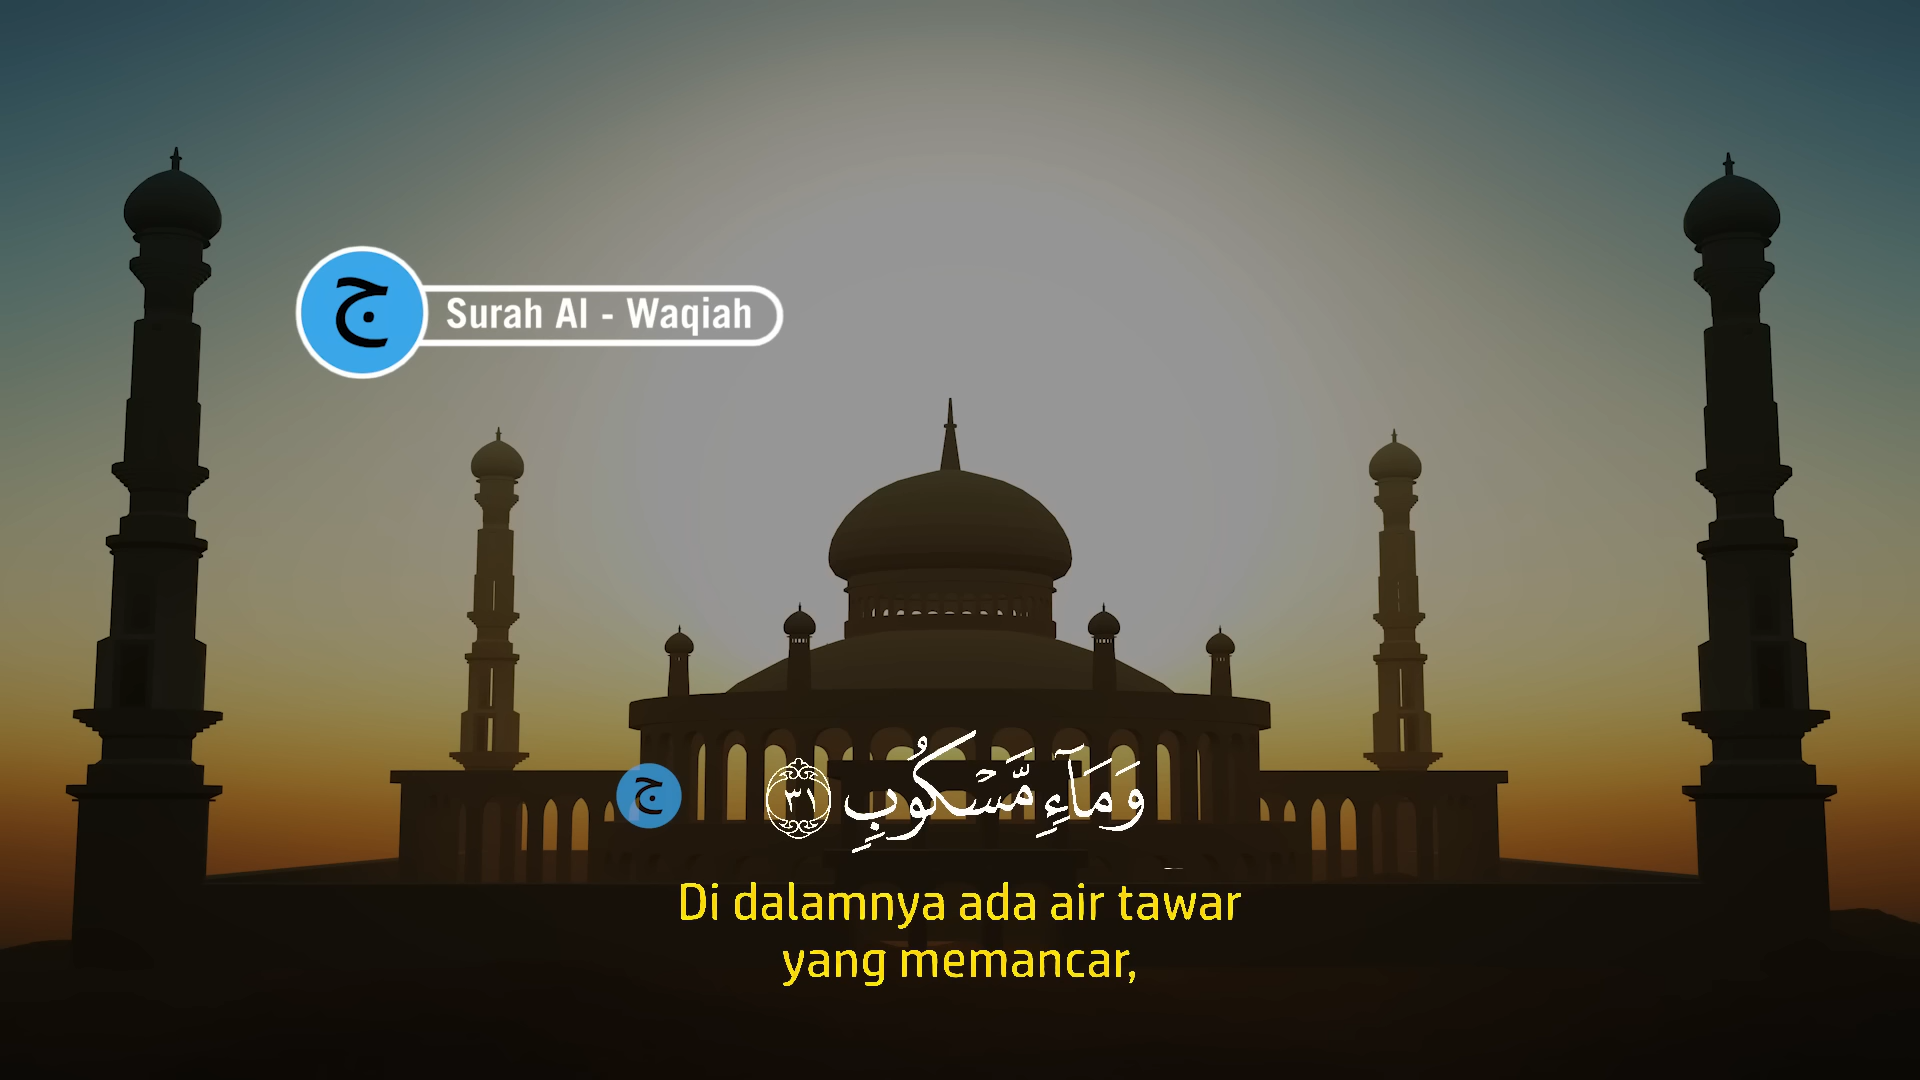 ج
Surah Al - Waqiah
وَمَآءٖ مَّسۡكُوبٖ ٣١
ج
Di dalamnya ada air tawar
yang memancar,